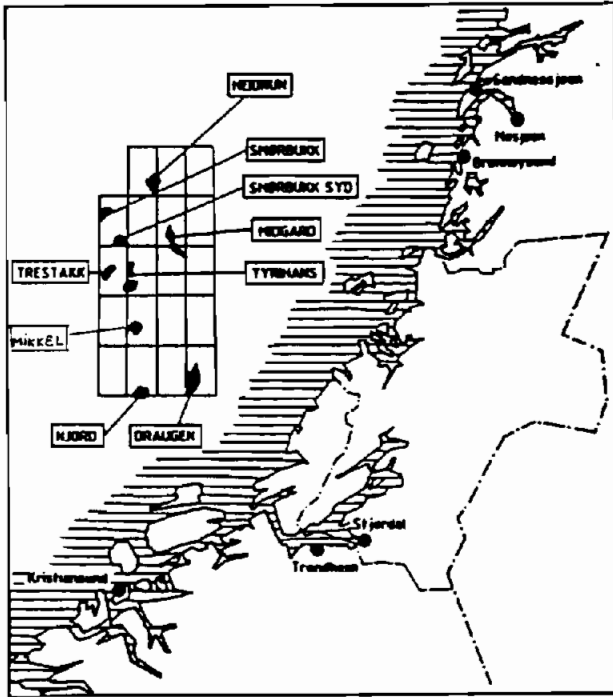 HEIDRUN
SMØRBUKK
SMØRBUKK SYD
MIDGARD
TRESTAKK
TYRIHANS
MIKKEL
NJORD
DRAUGEN
Sandnessjøen
Mosjøen
Brønnøysund
Stjørdal
Trondheim
Kristiansund